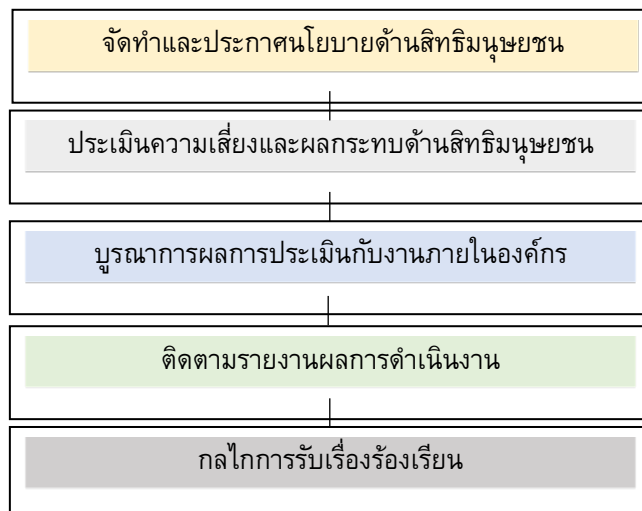 จัดทำและประกาศนโยบายด้านสิทธิมนุษยชน
ประเมินความเสี่ยงและผลกระทบด้านสิทธิมนุษยชน
บูรณาการผลการประเมินกับงานภายในองค์กร
ติดตามรายงานผลการดำเนินงาน
กลไกการรับเรื่องร้องเรียน